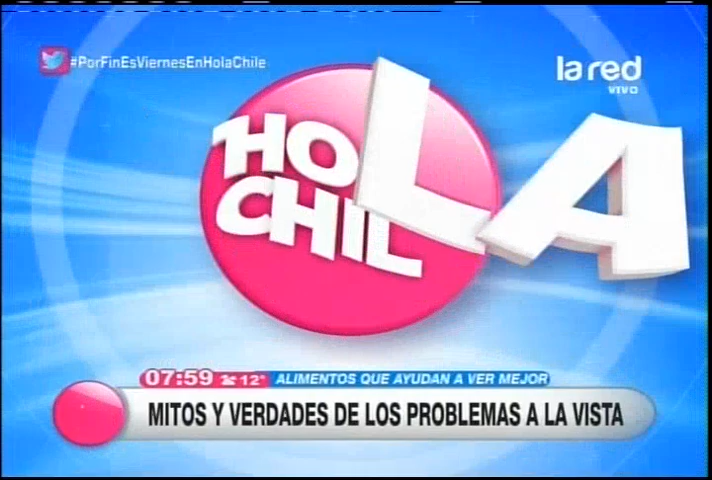 #PorFinEsViernesEnHolaChile
la red
VIVO
HOLA
CHIL
07:59 12° ALIMENTOS QUE AYUDAN A VER MEJOR
MITOS Y VERDADES DE LOS PROBLEMAS A LA VISTA